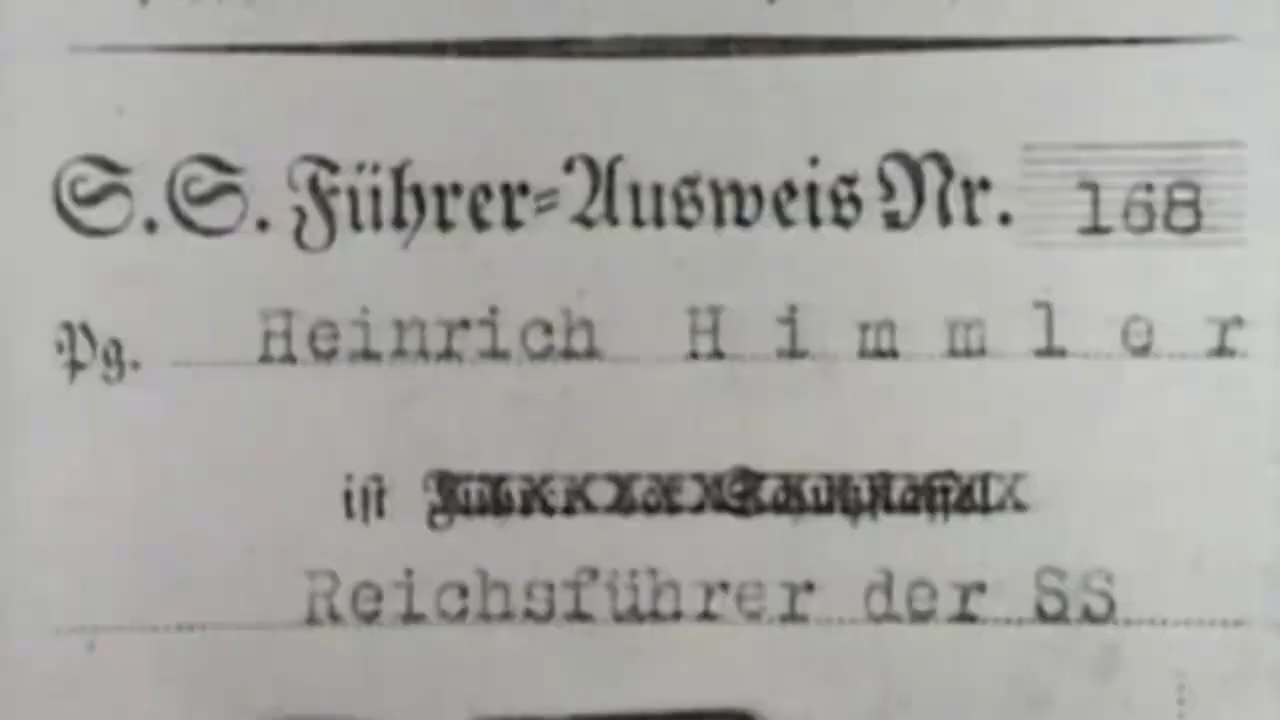 S.S. Führer-Ausweis Nr. 168
Pg. Heinrich Himmler
ist
Reichsführer der SS